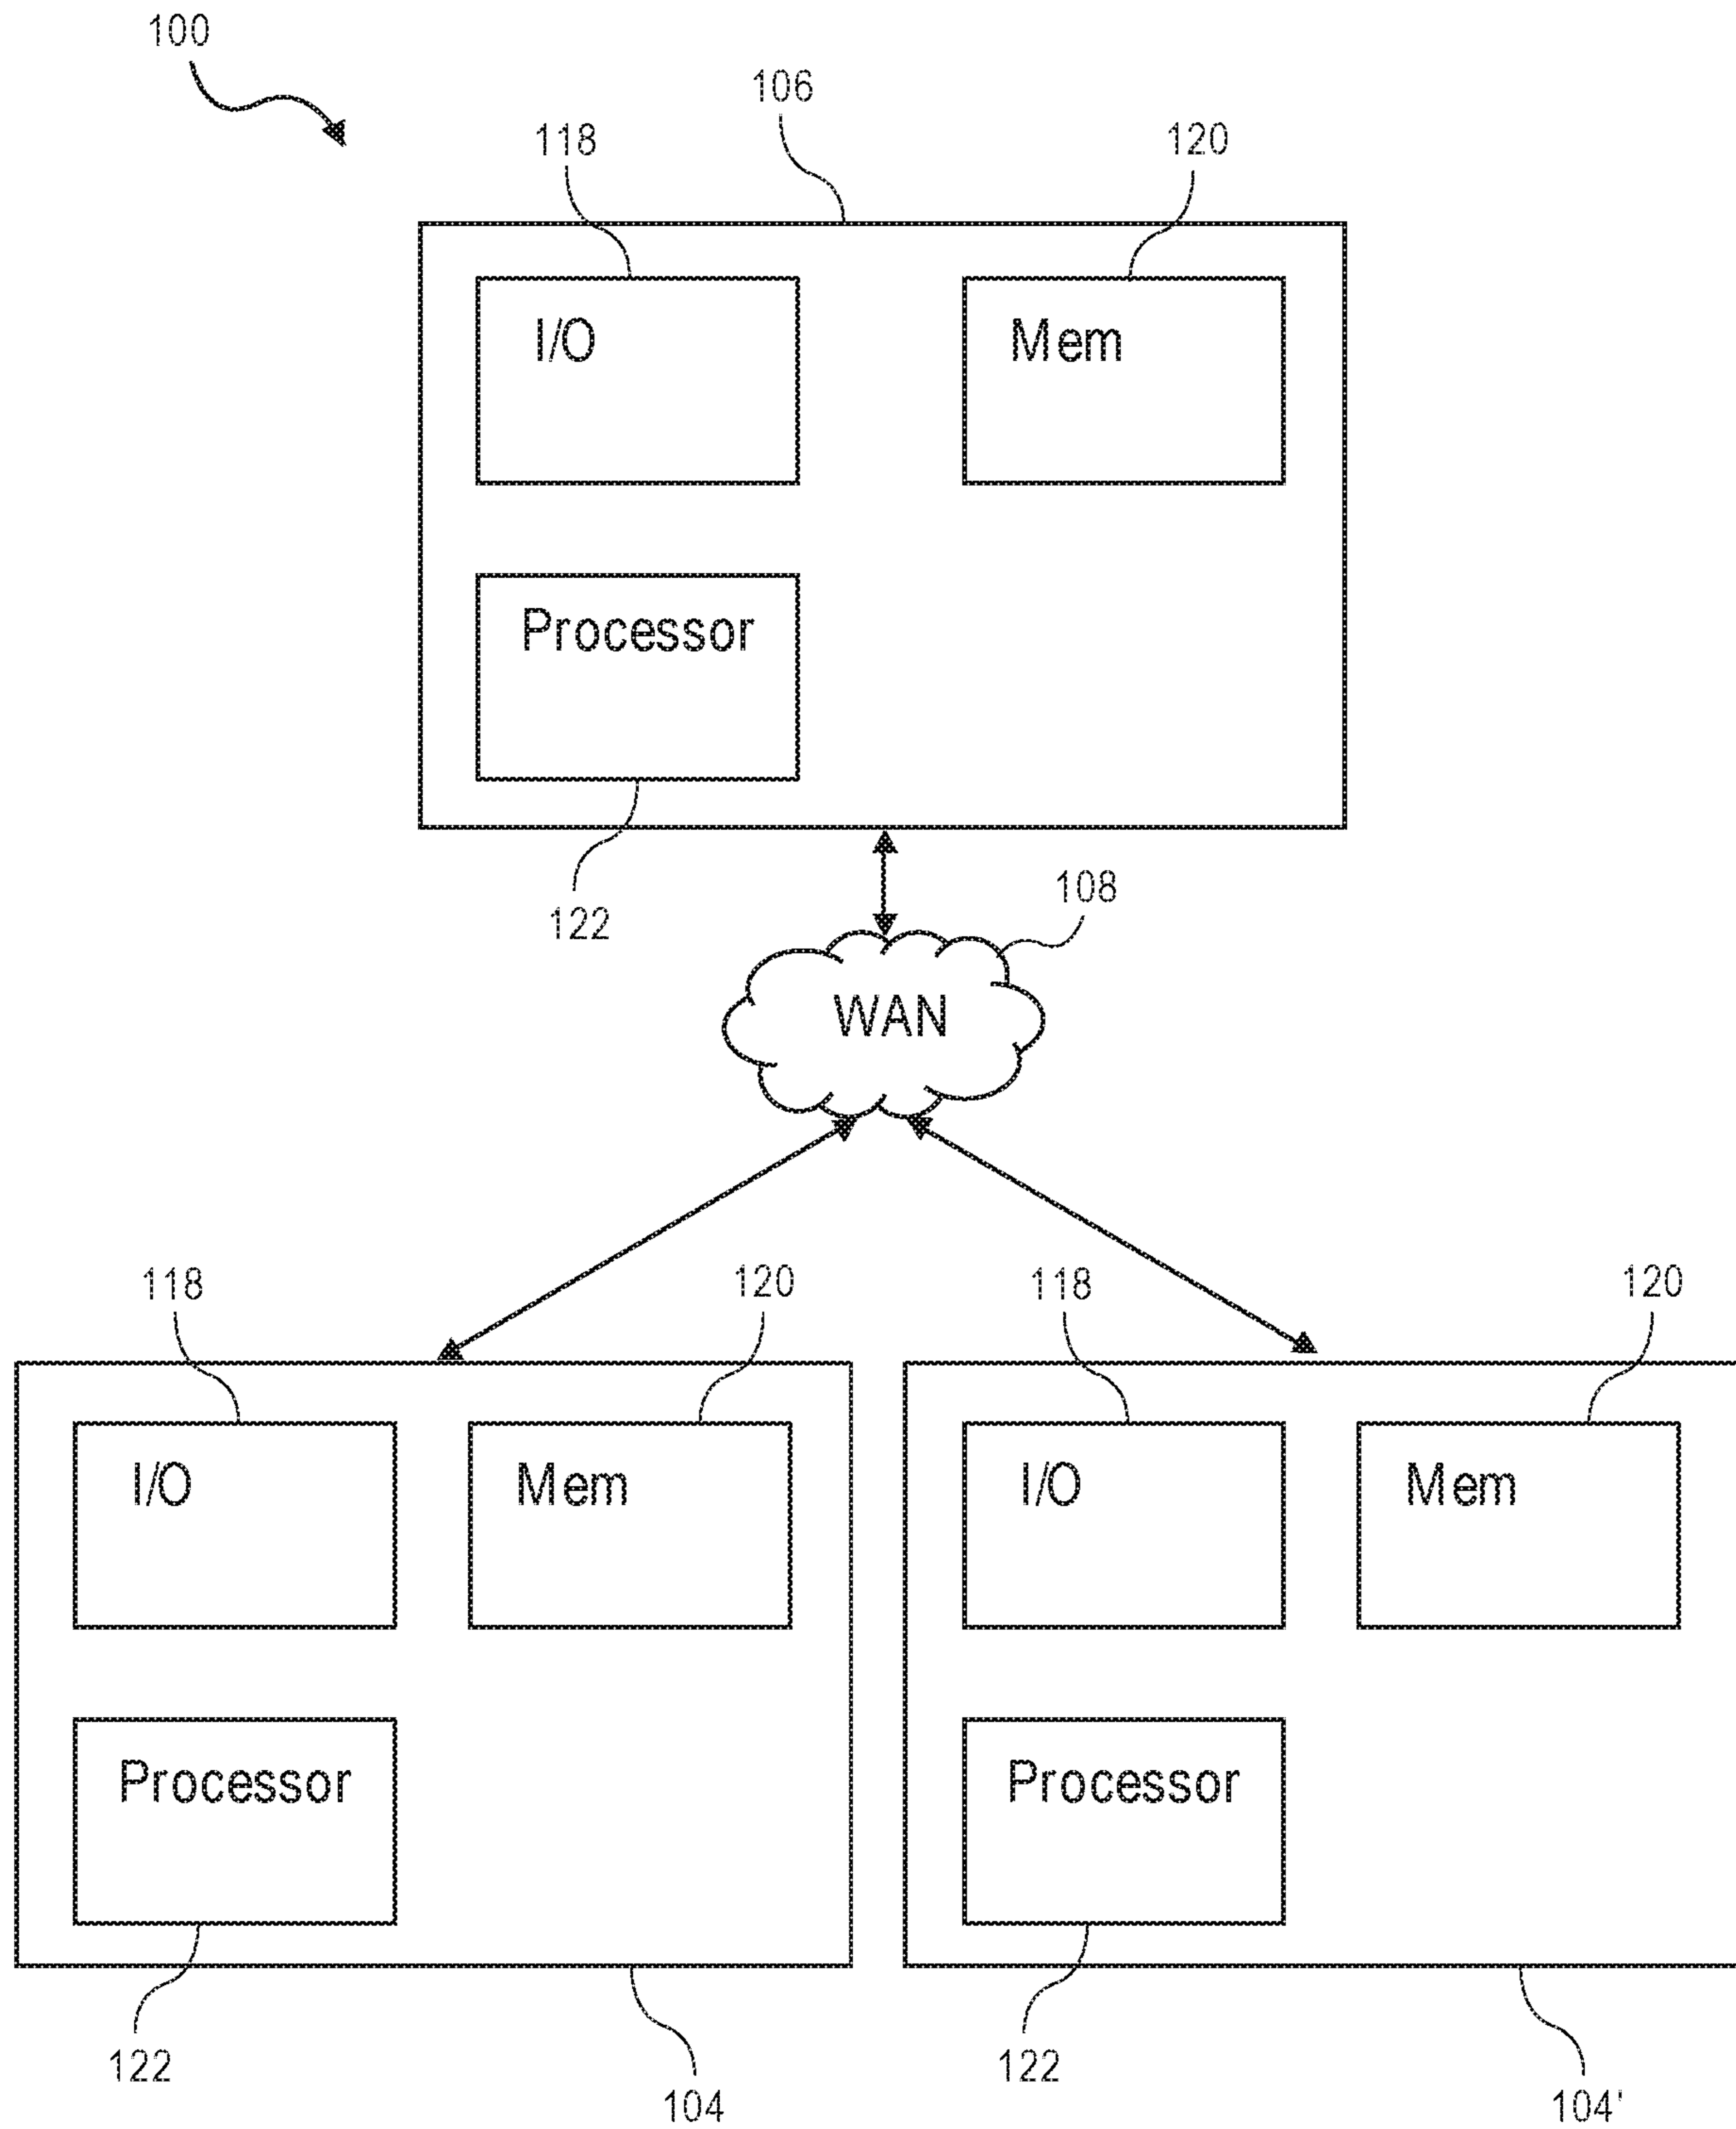 100
106
118
120
I/O
Mem
Processor
122
108
WAN
118
120
118
120
I/O
Mem
I/O
Mem
Processor
Processor
122
104
122
104'